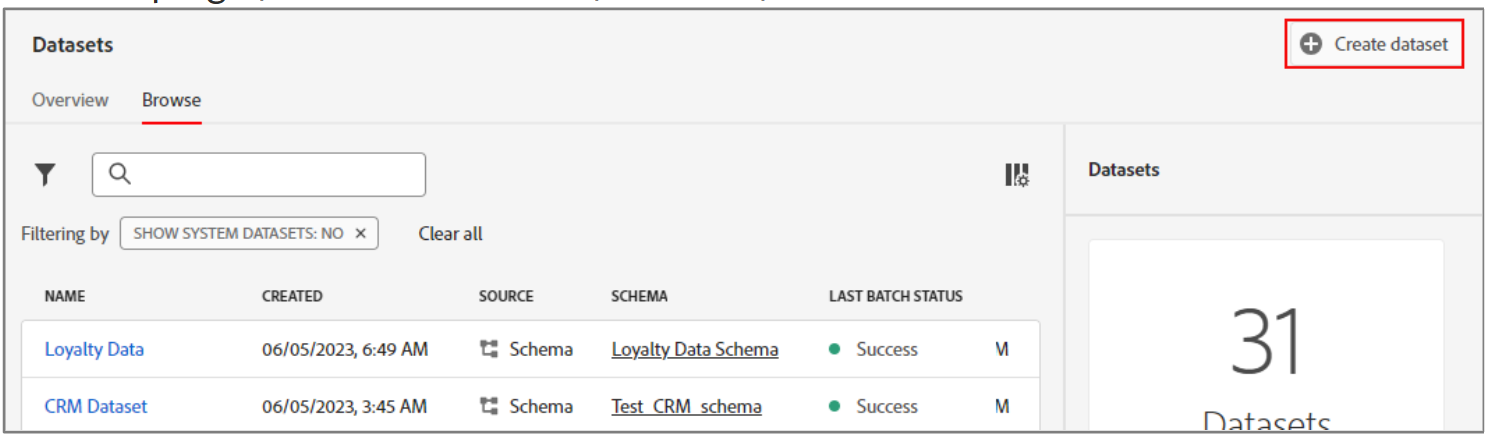 Datasets
Create dataset
Overview Browse
Filtering by SHOW SYSTEM DATASETS: NO × Clear all
NAME CREATED SOURCE SCHEMA LAST BATCH STATUS
Loyalty Data 06/05/2023, 6:49 AM Schema Loyalty Data Schema Success M
CRM Dataset 06/05/2023, 3:45 AM Schema Test_CRM_schema Success M
Datasets
31
Datasets